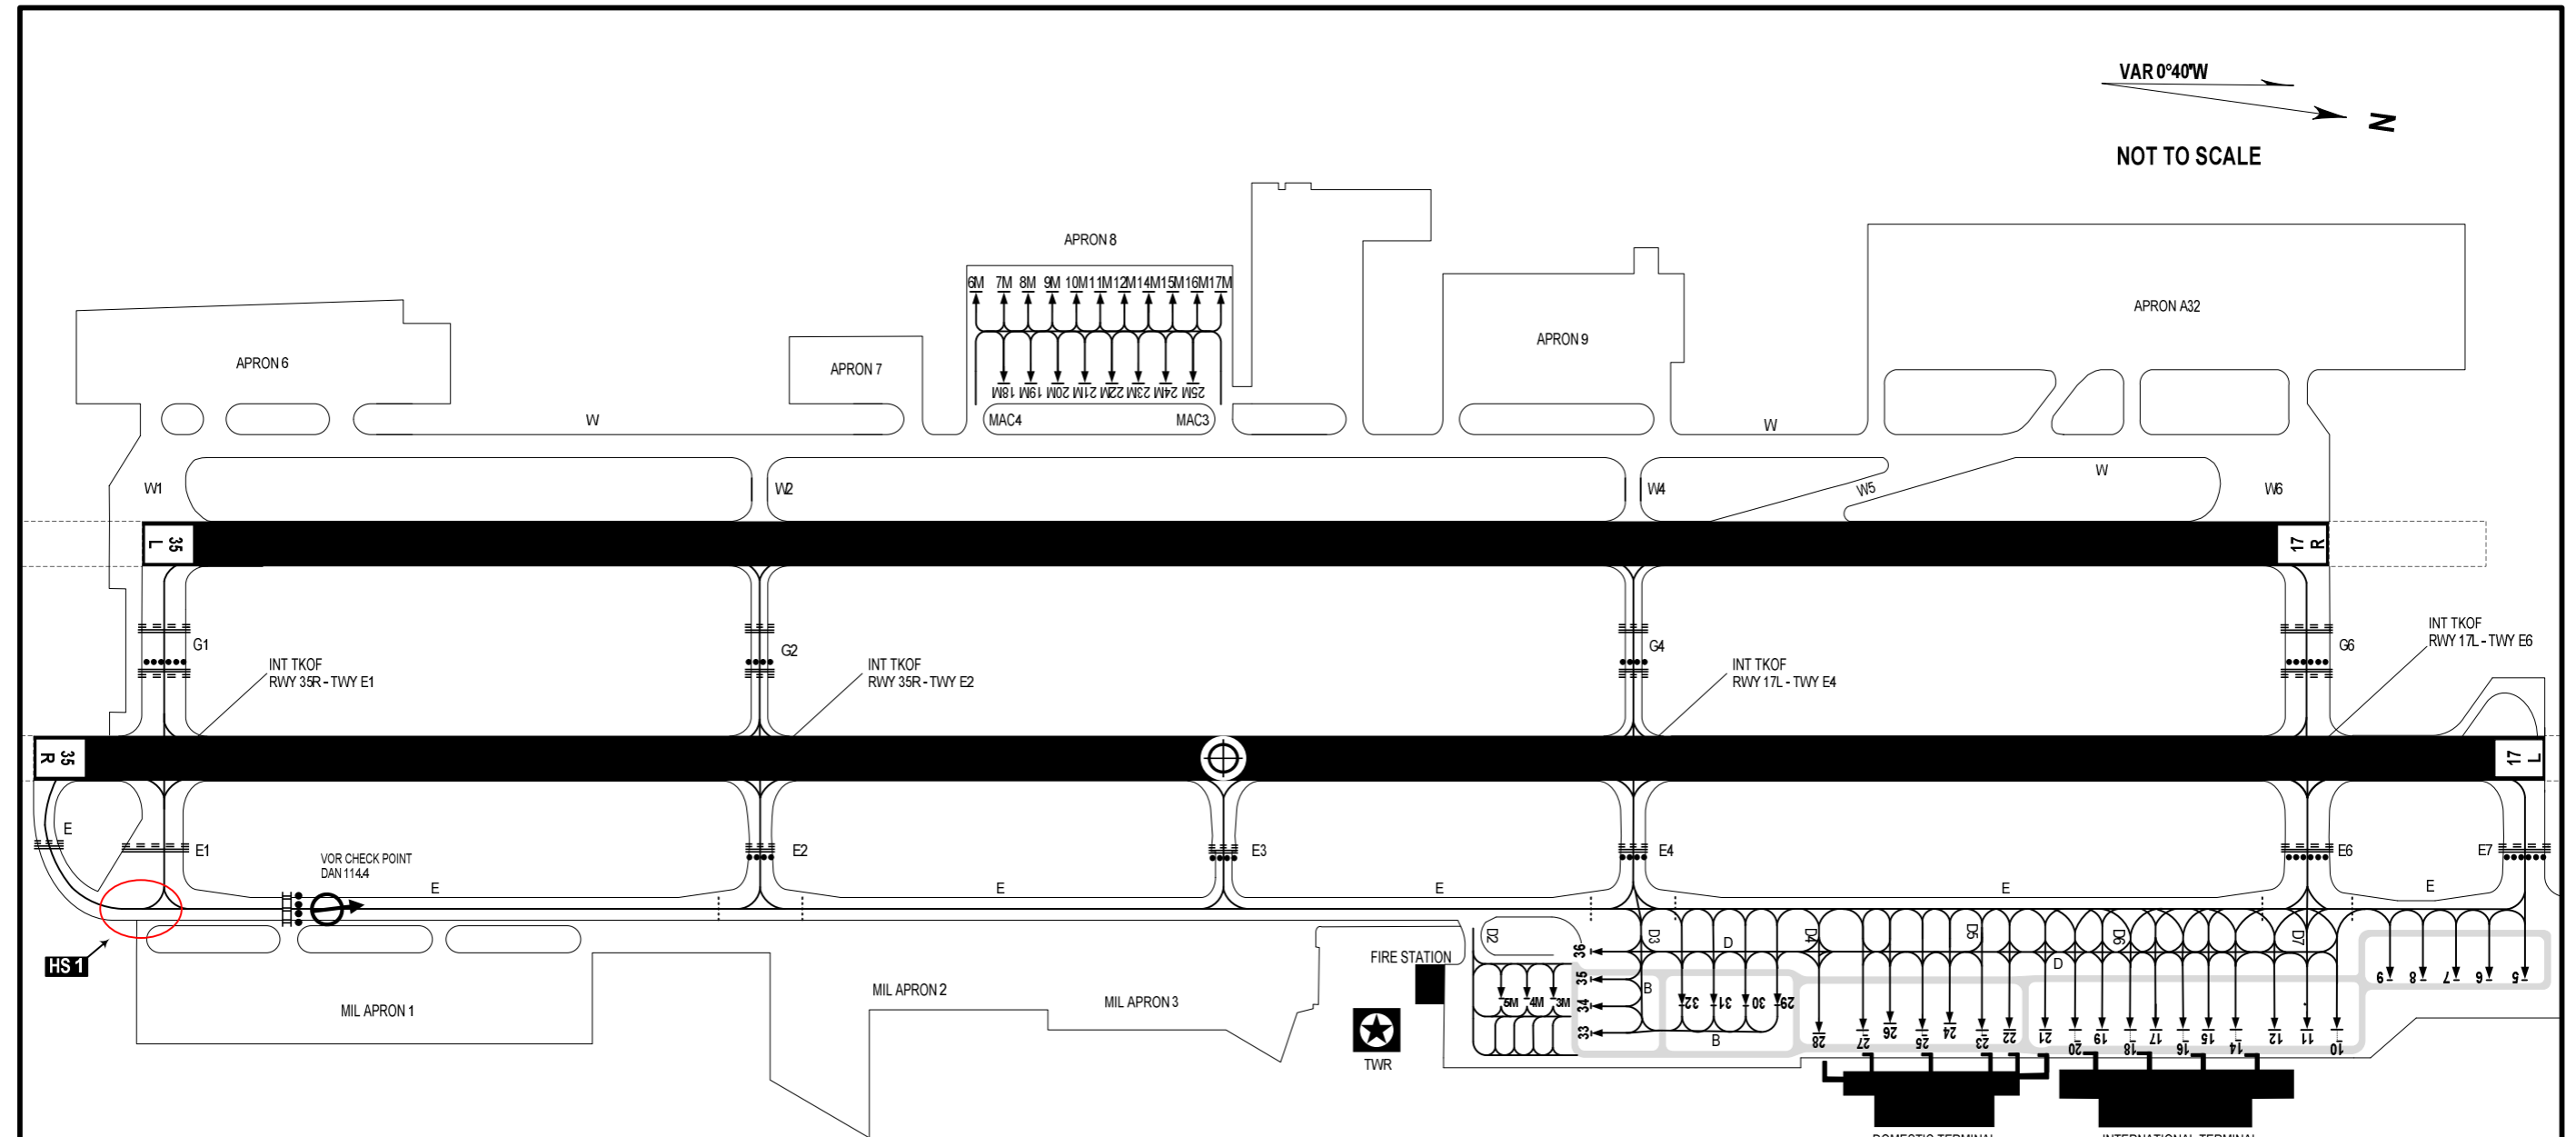 VAR 0°40'W
N
NOT TO SCALE
APRON 8
6M 7M 8M 9M 10M 11M 12M 14M 15M 16M 17M
APRON A32
APRON 9
APRON 6
APRON 7
18M 19M 20M 21M 22M 23M 24M 25M
MAC4 MAC3
W
W
W
W1
W2
W4
W5
W6
35 L
17 R
G1
G2
G4
G6
INT TKOF
RWY 35R - TWY E1
INT TKOF
RWY 35R - TWY E2
INT TKOF
RWY 17L - TWY E4
INT TKOF
RWY 17L - TWY E6
35 R
17 L
E
E1
E2
E3
E4
E6
E7
VOR CHECK POINT
DAN 114.4
E
E
E
E
E
HS 1
D2
D3
D
D4
D5
D6
D7
D
FIRE STATION
36
35
34
33
B
B
5M 4M 3M
32 31 30 29
28 27 26 25 24 23 22 21 20 19 18 17 16 15 14 12 11 10
9 8 7 6 5
MIL APRON 1
MIL APRON 2
MIL APRON 3
TWR
DOMESTIC TERMINAL
INTERNATIONAL TERMINAL